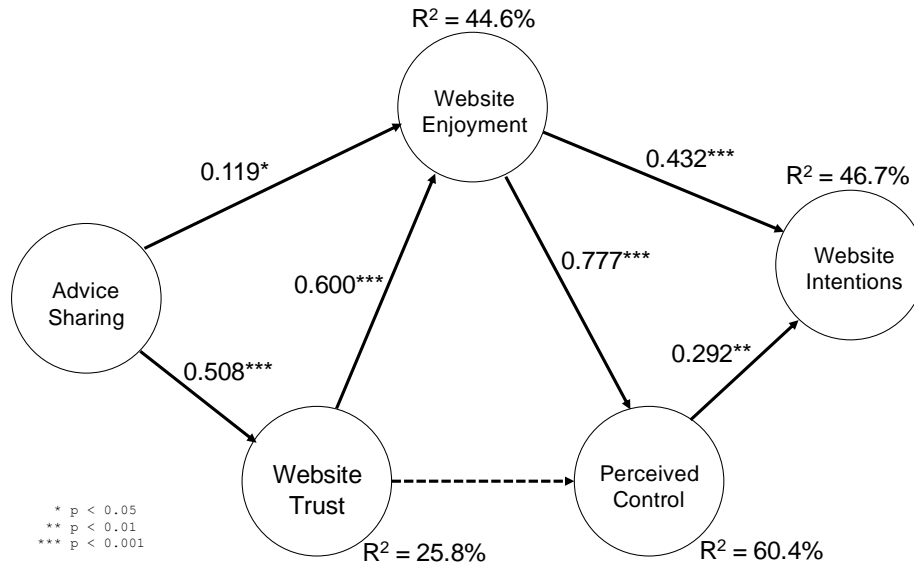 R² = 44.6%
Website
Enjoyment
0.119*
0.432***
R² = 46.7%
Website
Intentions
0.777***
0.600***
Advice
Sharing
0.508***
0.292**
Website
Trust
Perceived
Control
R² = 25.8%
R² = 60.4%
* p < 0.05
** p < 0.01
*** p < 0.001